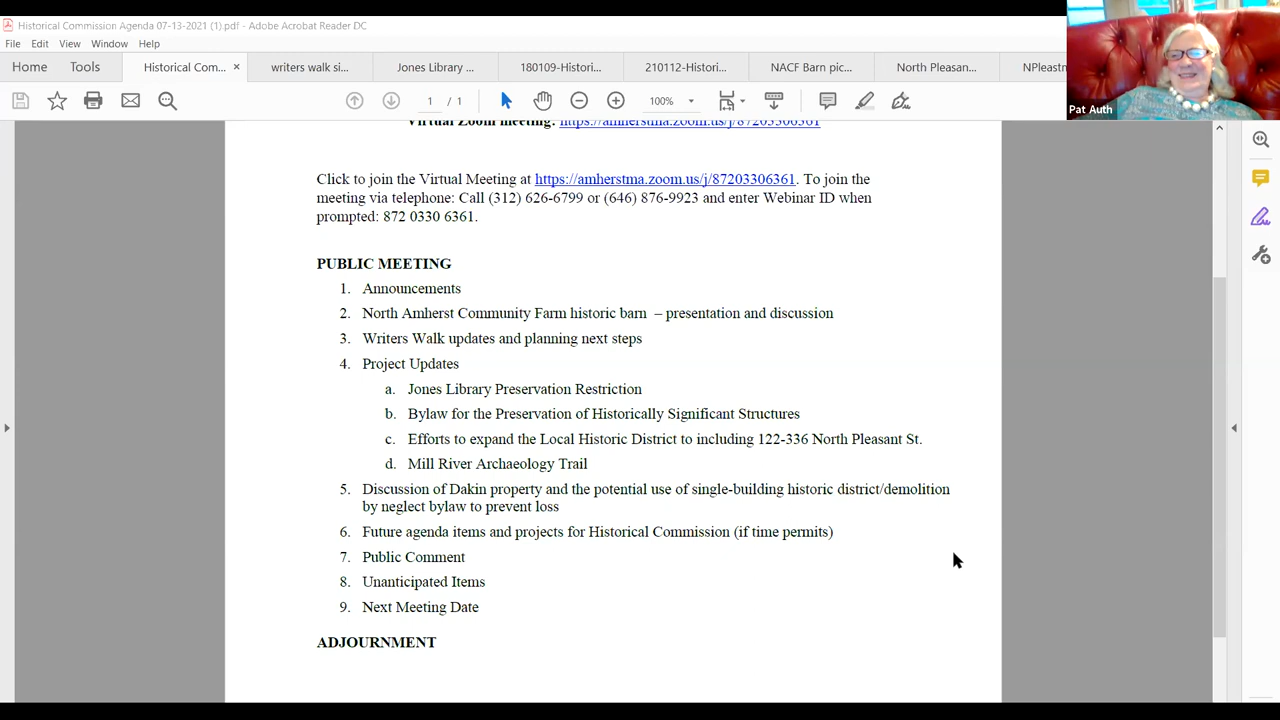 Historical Commission Agenda 07-13-2021 (1).pdf - Adobe Acrobat Reader DC
File Edit View Window Help
Home Tools Historical Com... × writers walk si... Jones Library ... 180109-Histori... 210112-Histori... NACF Barn pic... North Pleasan... NPleastn
1 / 1 100%
Pat Auth
Virtual Zoom meeting: https://amherstma.zoom.us/j/87203306361
Click to join the Virtual Meeting at https://amherstma.zoom.us/j/87203306361. To join the
meeting via telephone: Call (312) 626-6799 or (646) 876-9923 and enter Webinar ID when
prompted: 872 0330 6361.
PUBLIC MEETING
1. Announcements
2. North Amherst Community Farm historic barn – presentation and discussion
3. Writers Walk updates and planning next steps
4. Project Updates
a. Jones Library Preservation Restriction
b. Bylaw for the Preservation of Historically Significant Structures
c. Efforts to expand the Local Historic District to including 122-336 North Pleasant St.
d. Mill River Archaeology Trail
5. Discussion of Dakin property and the potential use of single-building historic district/demolition
by neglect bylaw to prevent loss
6. Future agenda items and projects for Historical Commission (if time permits)
7. Public Comment
8. Unanticipated Items
9. Next Meeting Date
ADJOURNMENT